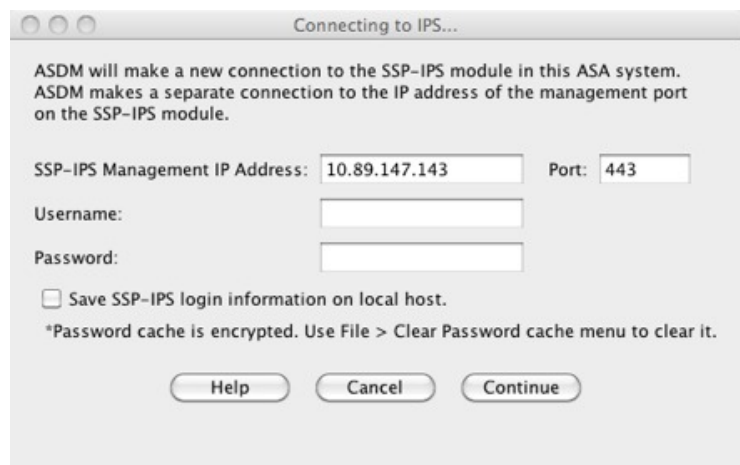 Connecting to IPS...
ASDM will make a new connection to the SSP-IPS module in this ASA system.
ASDM makes a separate connection to the IP address of the management port
on the SSP-IPS module.
SSP-IPS Management IP Address: 10.89.147.143 Port: 443
Username:
Password:
Save SSP-IPS login information on local host.
*Password cache is encrypted. Use File > Clear Password cache menu to clear it.
Help Cancel Continue